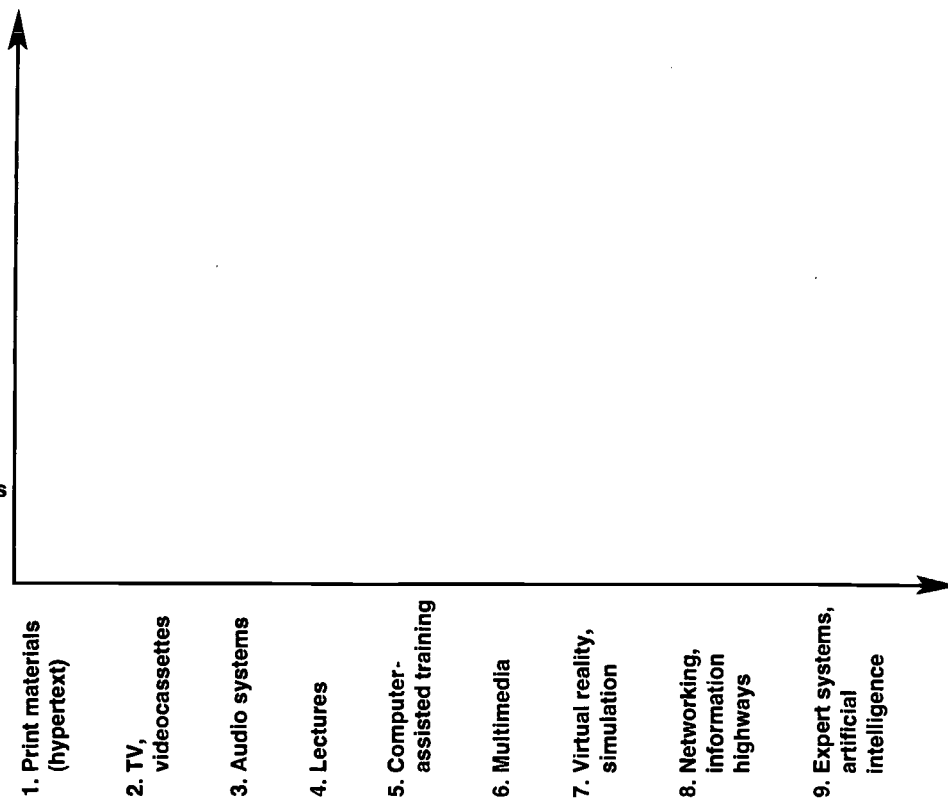 s
1. Print materials
(hypertext)
2. TV,
videocassettes
3. Audio systems
4. Lectures
5. Computer-
assisted training
6. Multimedia
7. Virtual reality,
simulation
8. Networking,
information
highways
9. Expert systems,
artificial
intelligence